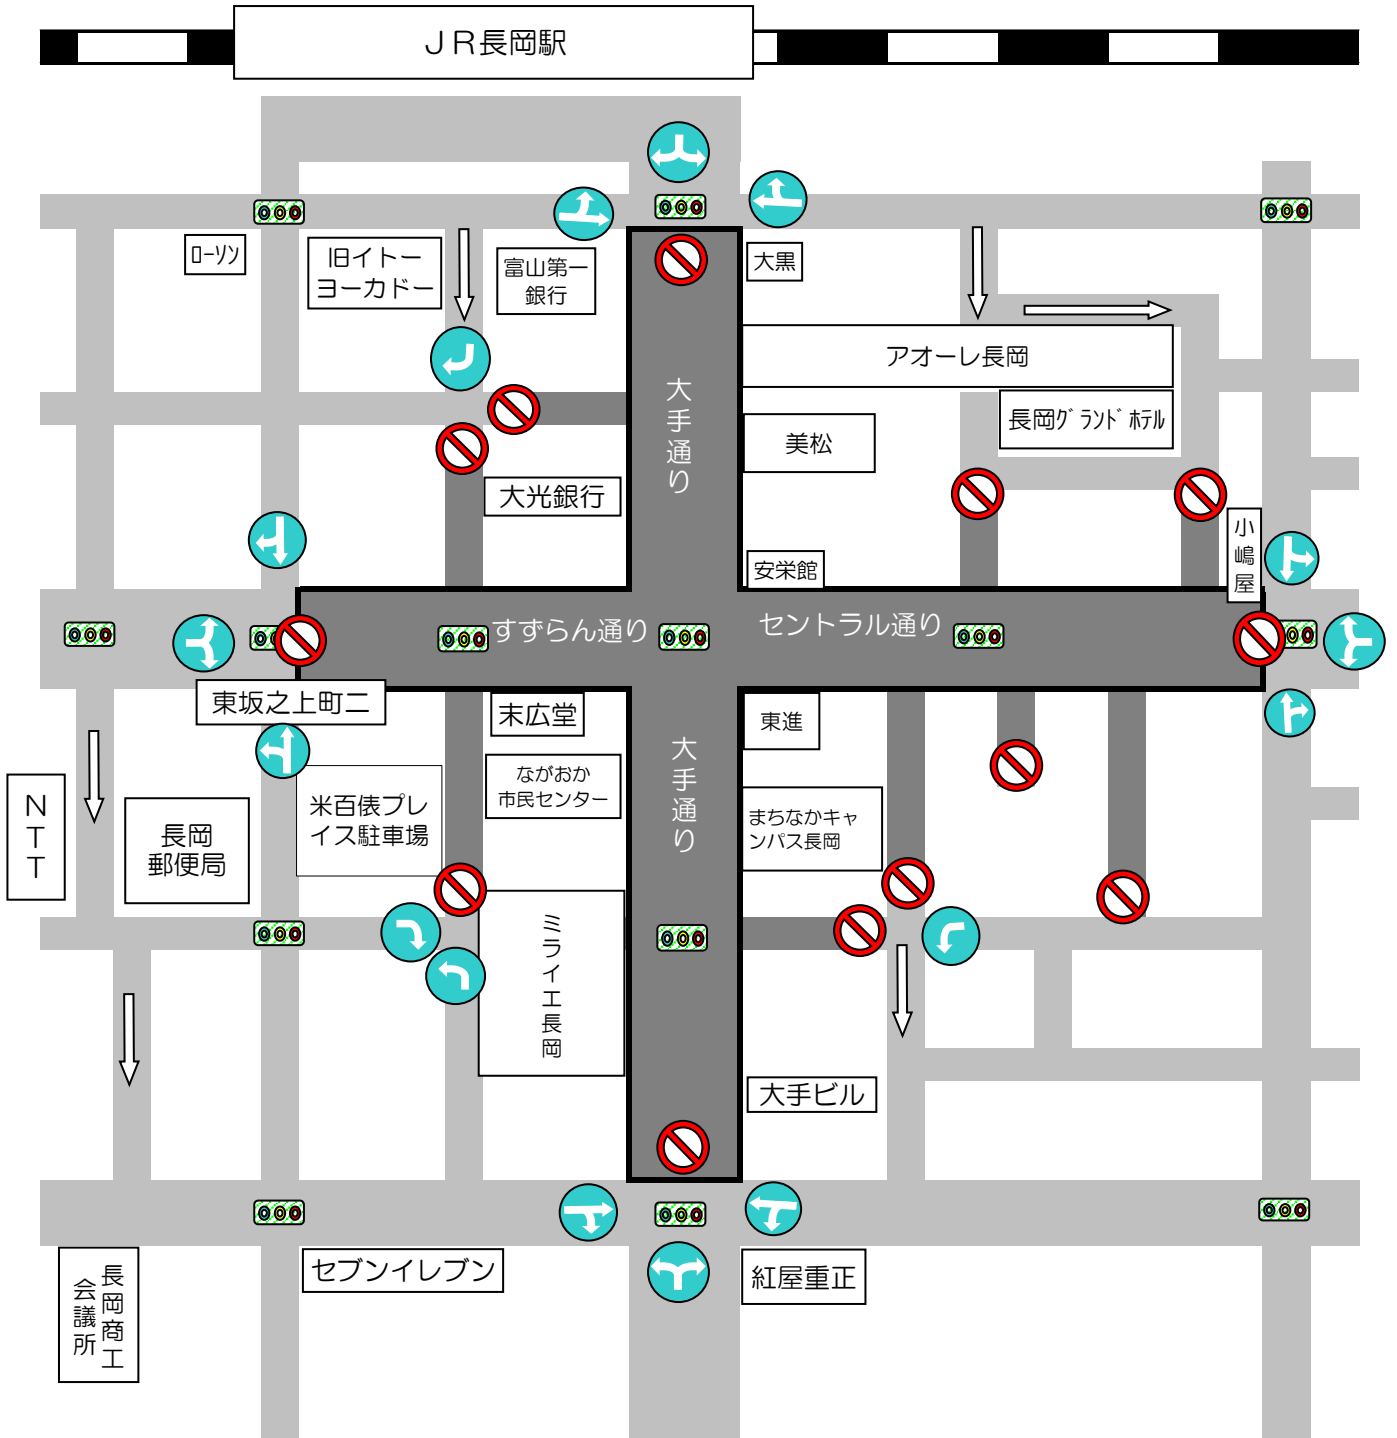 JR長岡駅
ローソン
旧イトー
ヨーカドー
富山第一
銀行
大黒
アオーレ長岡
長岡グランドホテル
大手通り
美松
大光銀行
安栄館
小嶋屋
すずらん通り
セントラル通り
東坂之上町二
末広堂
東進
大手通り
ながおか
市民センター
NTT
長岡
郵便局
米百俵プレ
イス駐車場
まちなかキャ
ンパス長岡
ミライエ長岡
大手ビル
セブンイレブン
紅屋重正
長岡商工
会議所